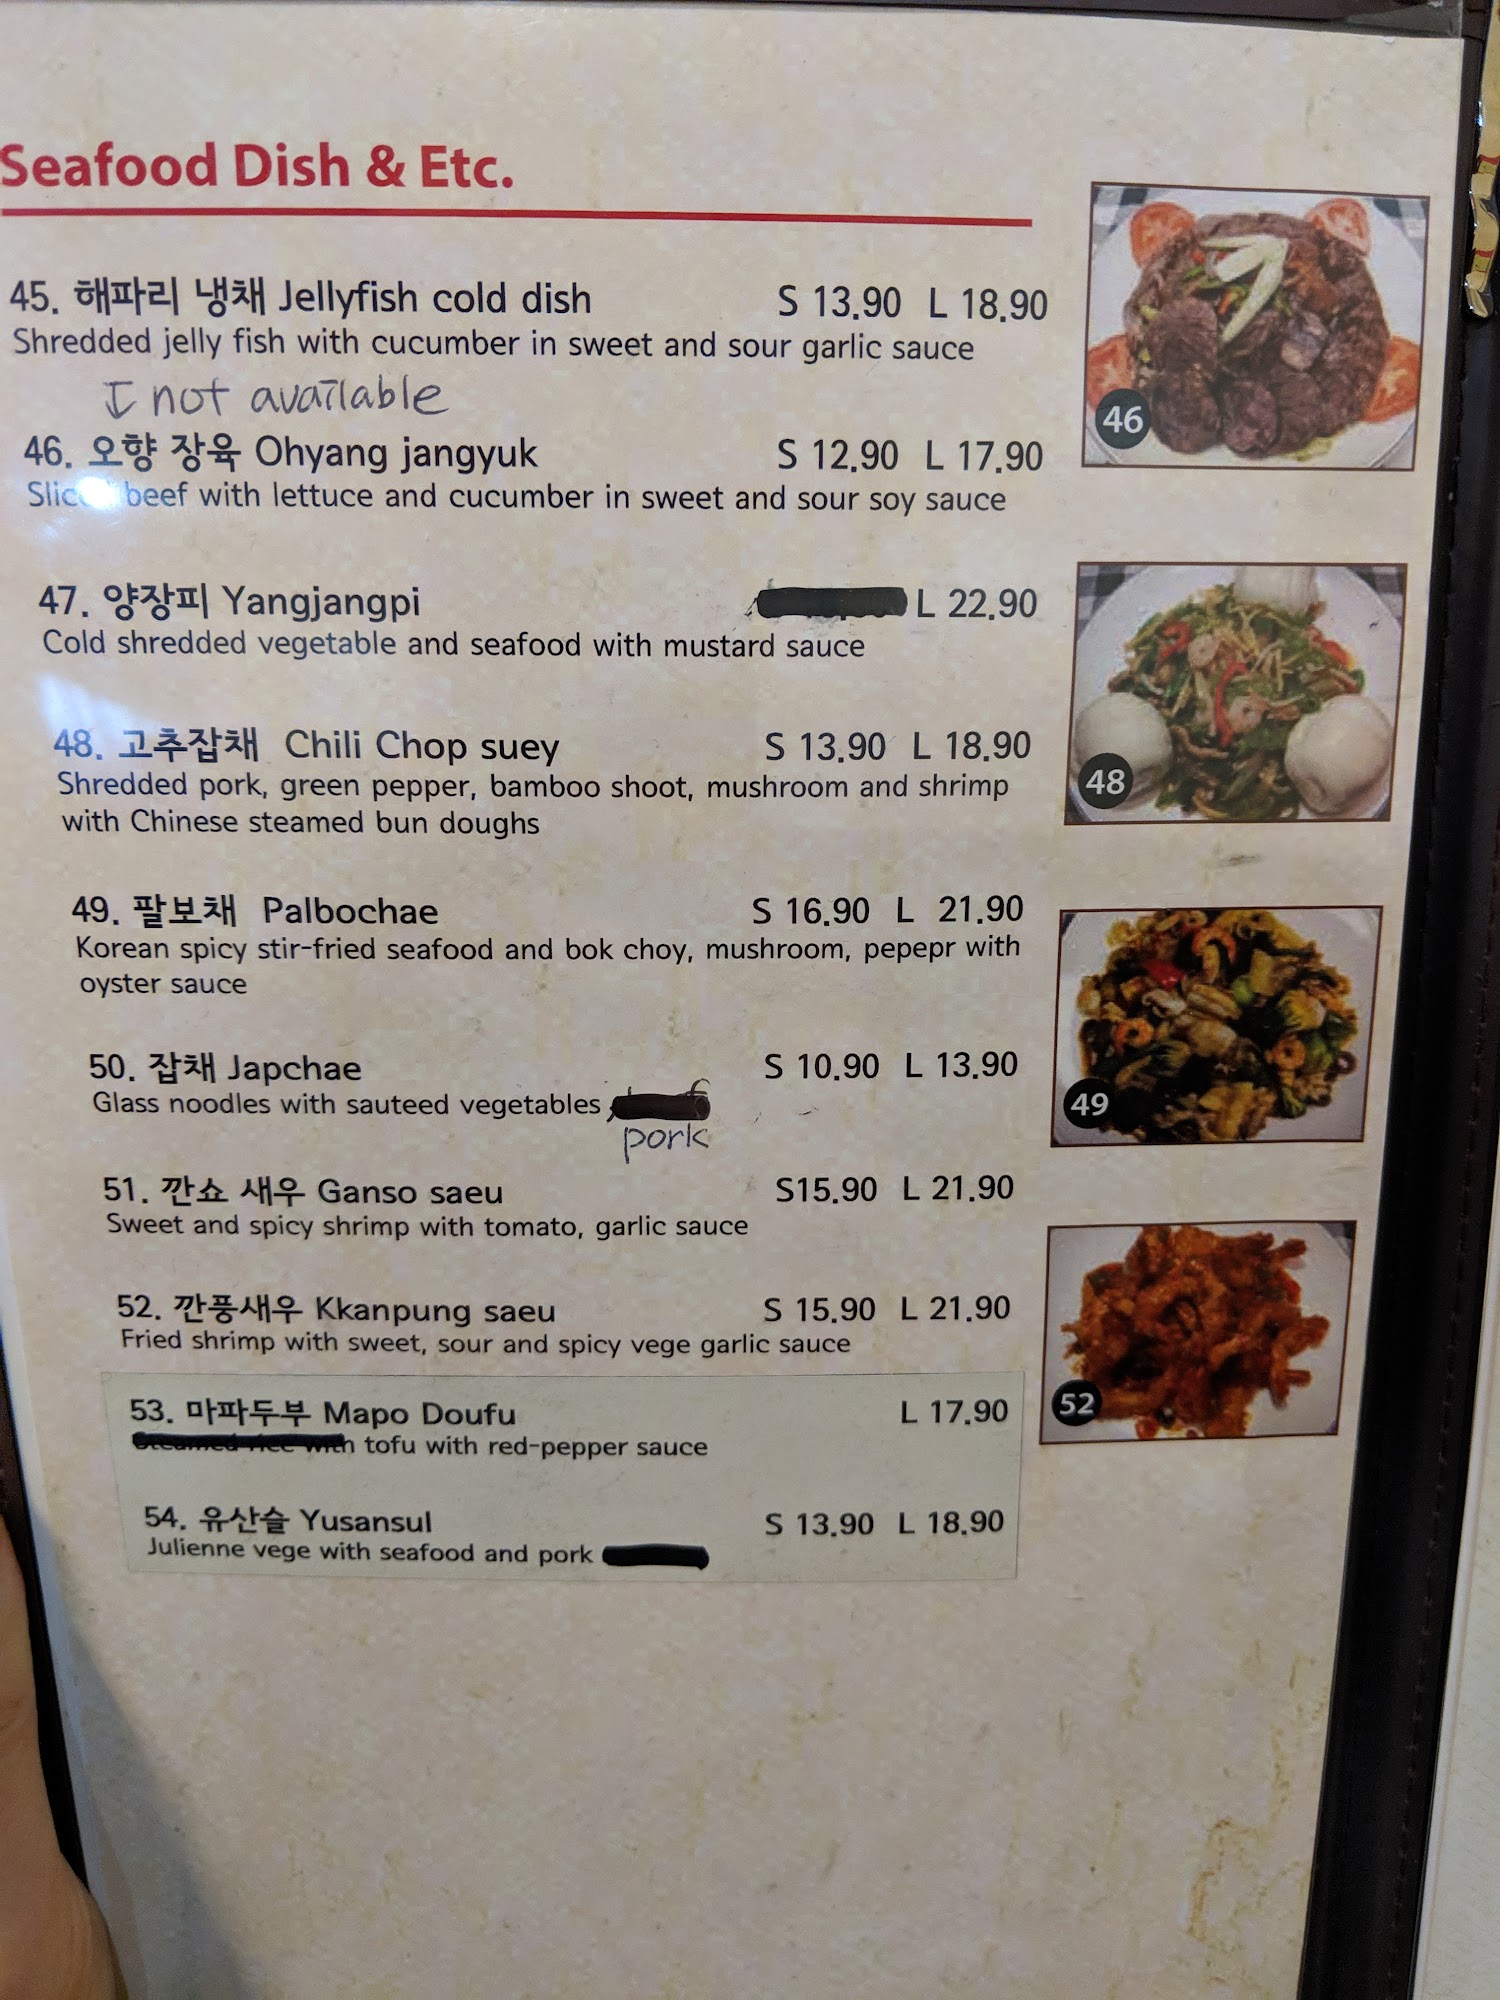 Seafood Dish & Etc.
45. 해파리 냉채 Jellyfish cold dish S 13.90 L 18.90
Shredded jelly fish with cucumber in sweet and sour garlic sauce
not available
46. 오향 장육 Ohyang jangyuk S 12.90 L 17.90
beef with lettuce and cucumber in sweet and sour soy sauce
46
47. 양장피 Yangjangpi L 22.90
Cold shredded vegetable and seafood with mustard sauce
48. 고추잡채 Chili Chop suey S 13.90 L 18.90
Shredded pork, green pepper, bamboo shoot, mushroom and shrimp
with Chinese steamed bun doughs
48
49. 팔보채 Palbochae S 16.90 L 21.90
Korean spicy stir-fried seafood and bok choy, mushroom, pepepr with
oyster sauce
49
50. 잡채 Japchae S 10.90 L 13.90
Glass noodles with sauteed vegetables
pork
51. 깐쇼 새우 Ganso saeu S15.90 L 21.90
Sweet and spicy shrimp with tomato, garlic sauce
52. 깐풍새우 Kkanpung saeu S 15.90 L 21.90
Fried shrimp with sweet, sour and spicy vege garlic sauce
52
53. 마파두부 Mapo Doufu L 17.90
Steamed rice with tofu with red-pepper sauce
54. 유산슬 Yusansul S 13.90 L 18.90
Julienne vege with seafood and pork